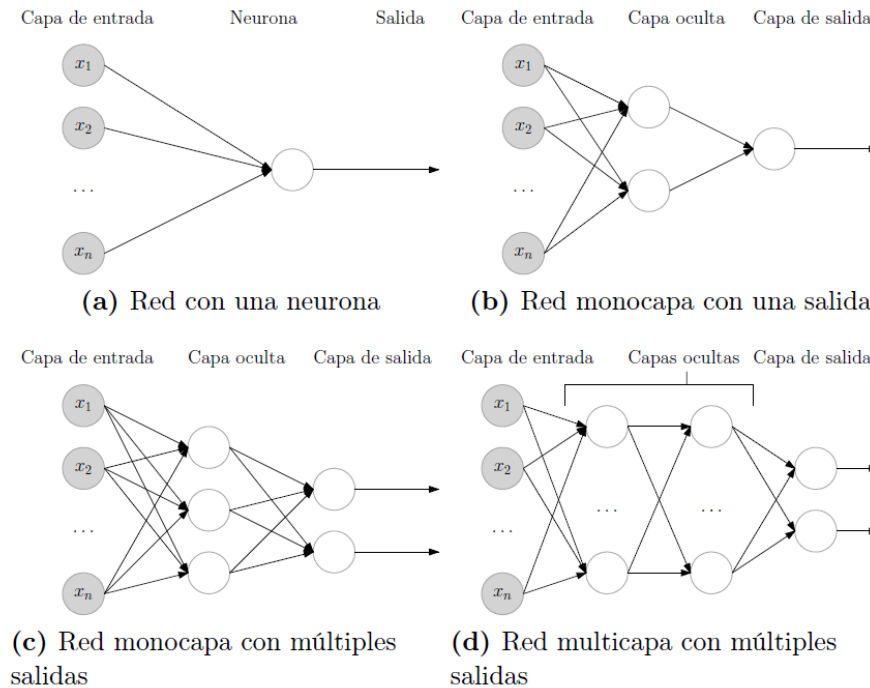 Capa de entrada Neurona Salida
x1
x2
...
xn
(a) Red con una neurona
Capa de entrada Capa oculta Capa de salida
x1
x2
...
xn
(b) Red monocapa con una salida
Capa de entrada Capa oculta Capa de salida
x1
x2
...
xn
(c) Red monocapa con múltiples
salidas
Capa de entrada Capas ocultas Capa de salida
x1
x2
... ... ...
xn
(d) Red multicapa con múltiples
salidas